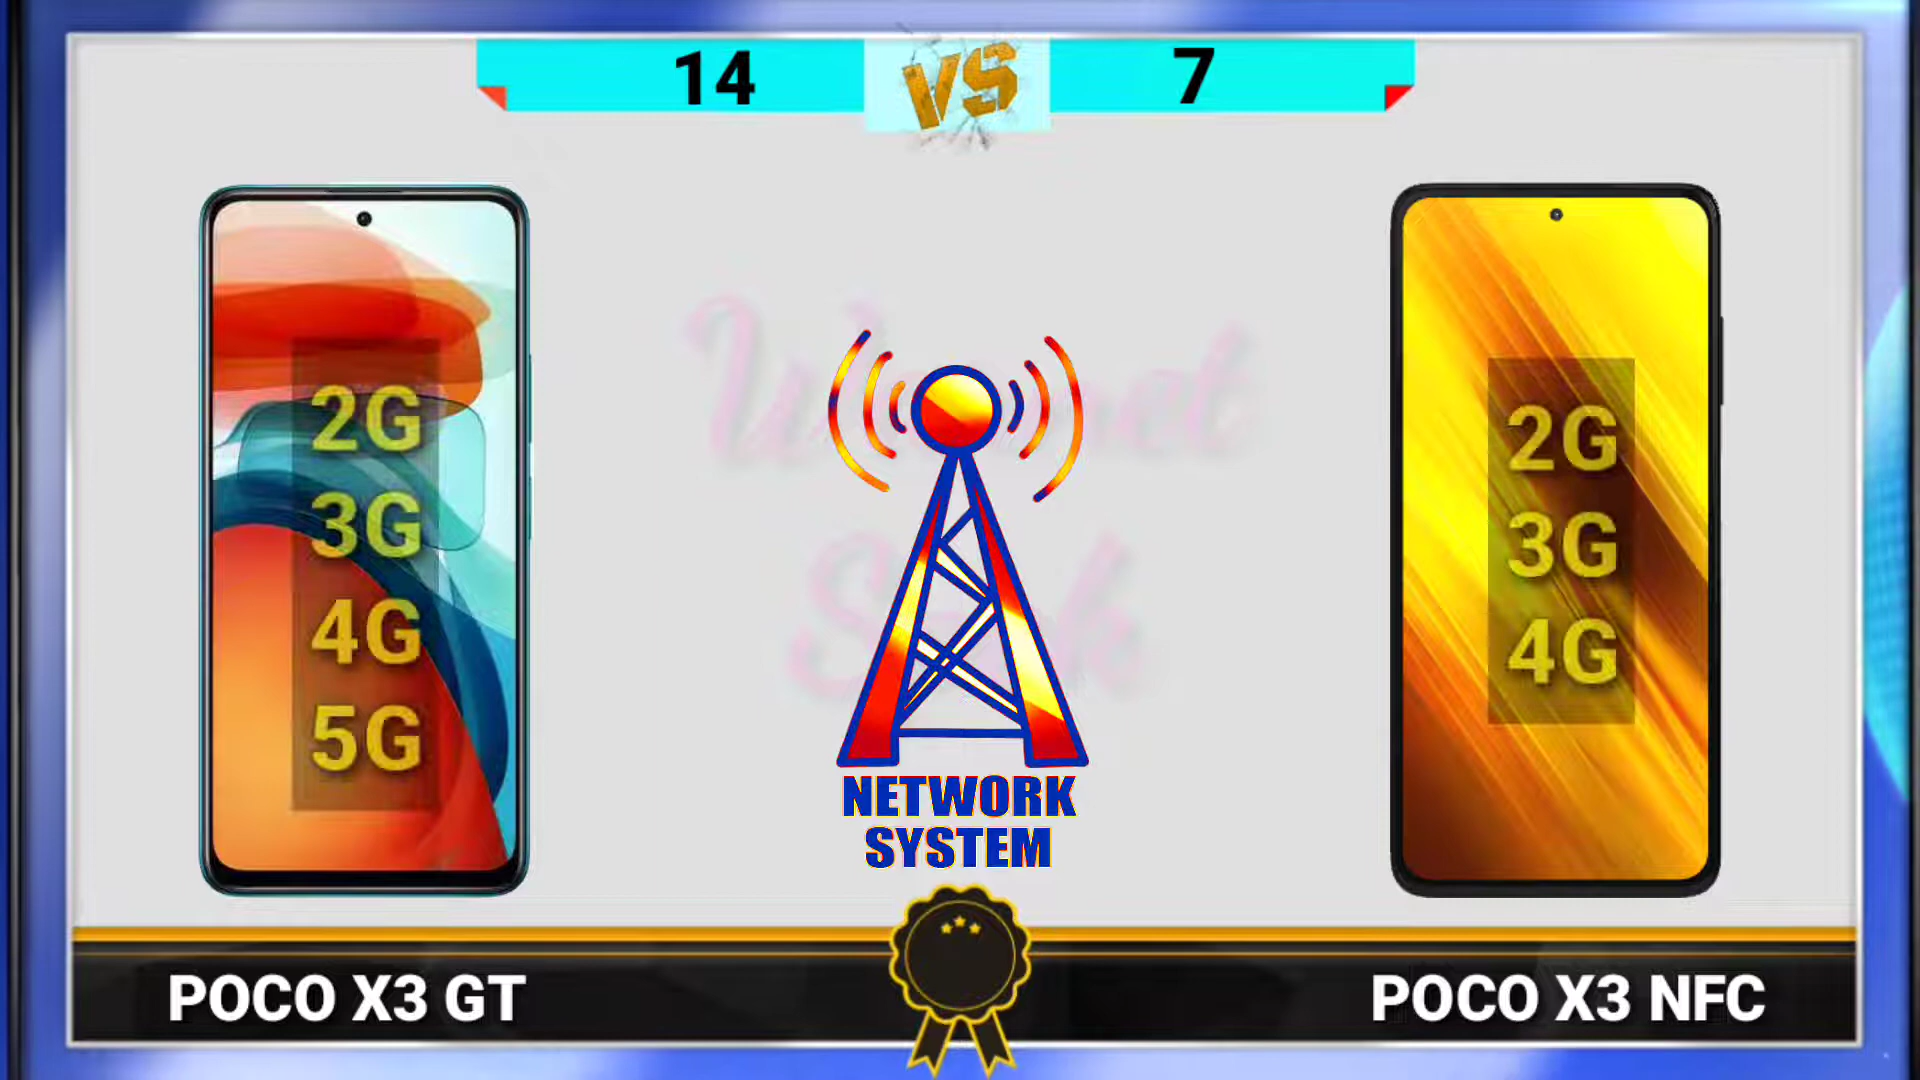 14 VS 7
2G
3G
4G
5G
2G
3G
4G
NETWORK
SYSTEM
POCO X3 GT
POCO X3 NFC